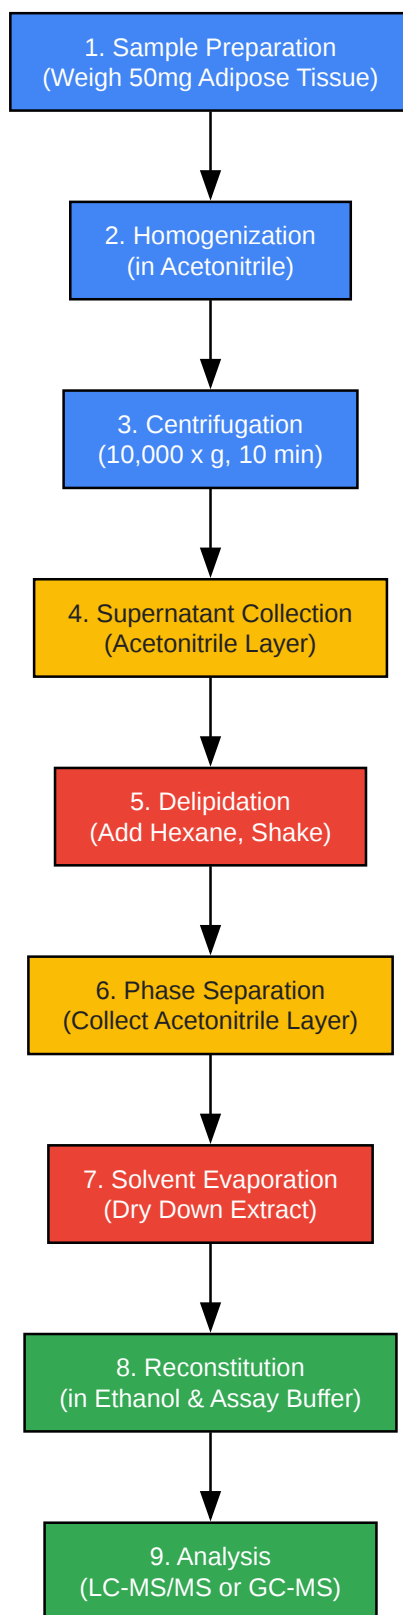 1. Sample Preparation
(Weigh 50mg Adipose Tissue)
2. Homogenization
(in Acetonitrile)
3. Centrifugation
(10,000 x g, 10 min)
4. Supernatant Collection
(Acetonitrile Layer)
5. Delipidation
(Add Hexane, Shake)
6. Phase Separation
(Collect Acetonitrile Layer)
7. Solvent Evaporation
(Dry Down Extract)
8. Reconstitution
(in Ethanol & Assay Buffer)
9. Analysis
(LC-MS/MS or GC-MS)